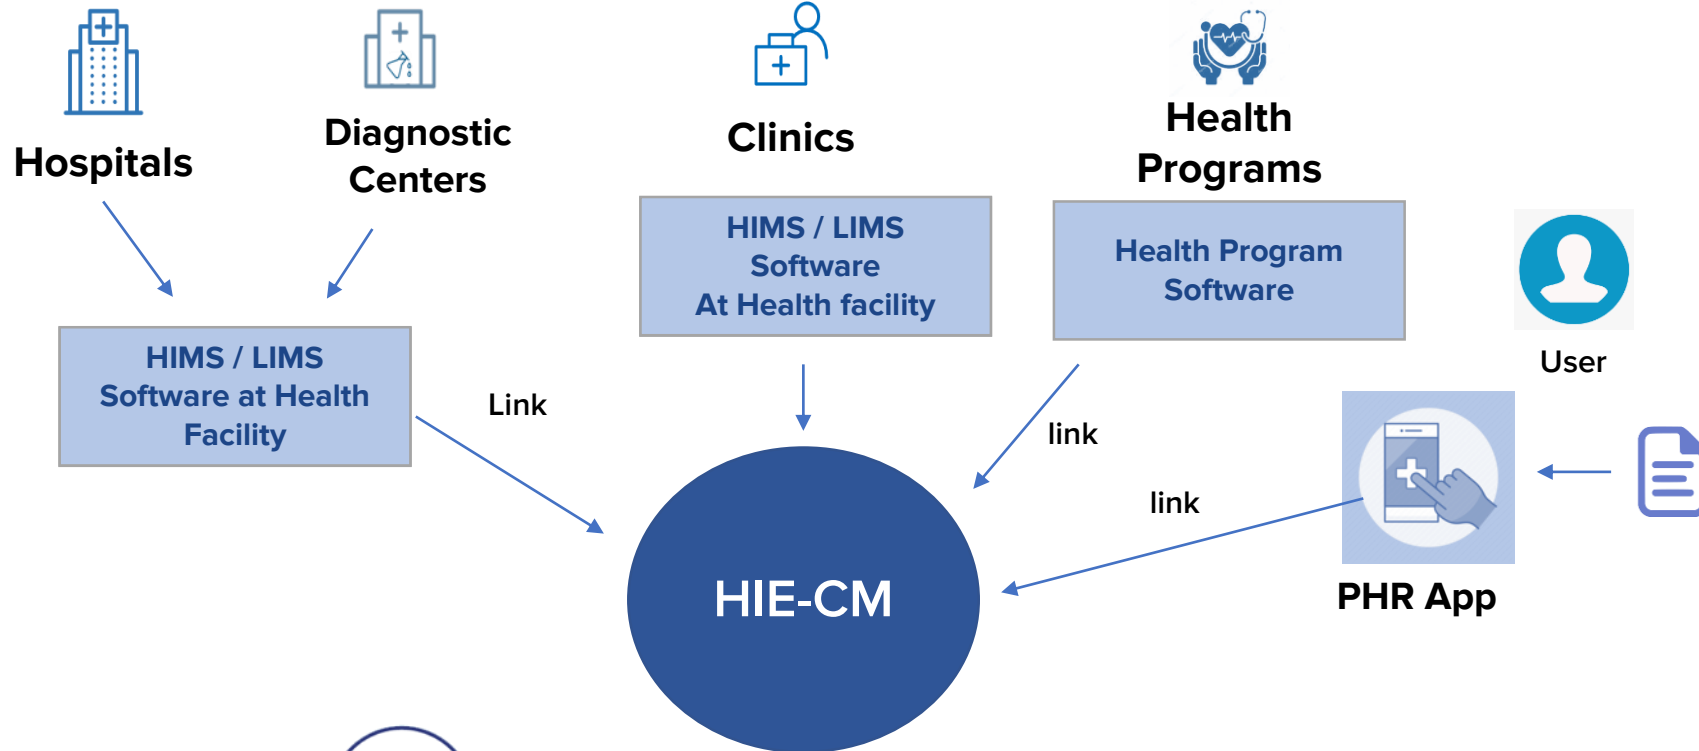 Hospitals
Diagnostic
Centers
Clinics
Health
Programs
HIMS / LIMS
Software
At Health facility
Health Program
Software
User
HIMS / LIMS
Software at Health
Facility
Link
link
link
HIE-CM
PHR App